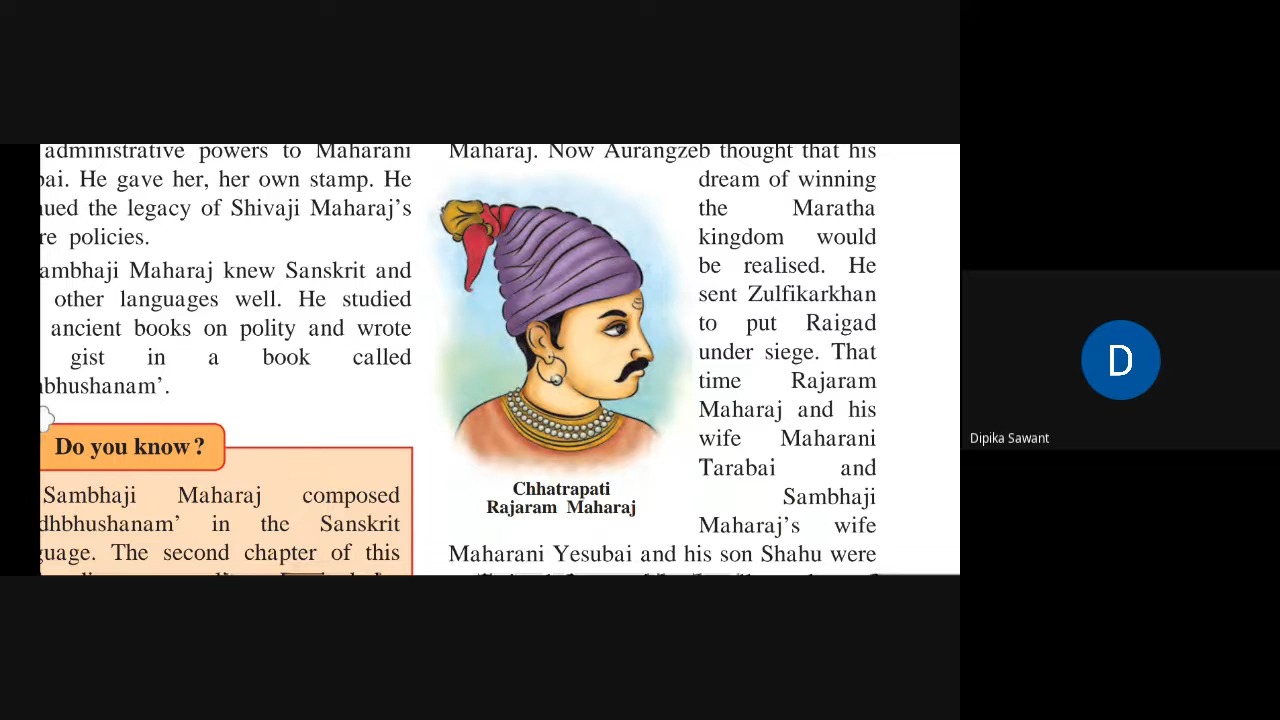 administrative powers to Maharani
bai. He gave her, her own stamp. He
nued the legacy of Shivaji Maharaj’s
re policies.
ambhaji Maharaj knew Sanskrit and
other languages well. He studied
ancient books on polity and wrote
gist in a book called
hbhushanam’.
Do you know ?
Sambhaji Maharaj composed
dhbhushanam’ in the Sanskrit
guage. The second chapter of this
Maharaj. Now Aurangzeb thought that his
dream of winning
the Maratha
kingdom would
be realised. He
sent Zulfikarkhan
to put Raigad
under siege. That
time Rajaram
Maharaj and his
wife Maharani
Tarabai and
Sambhaji
Maharaj’s wife
Maharani Yesubai and his son Shahu were
Chhatrapati
Rajaram Maharaj
D
Dipika Sawant